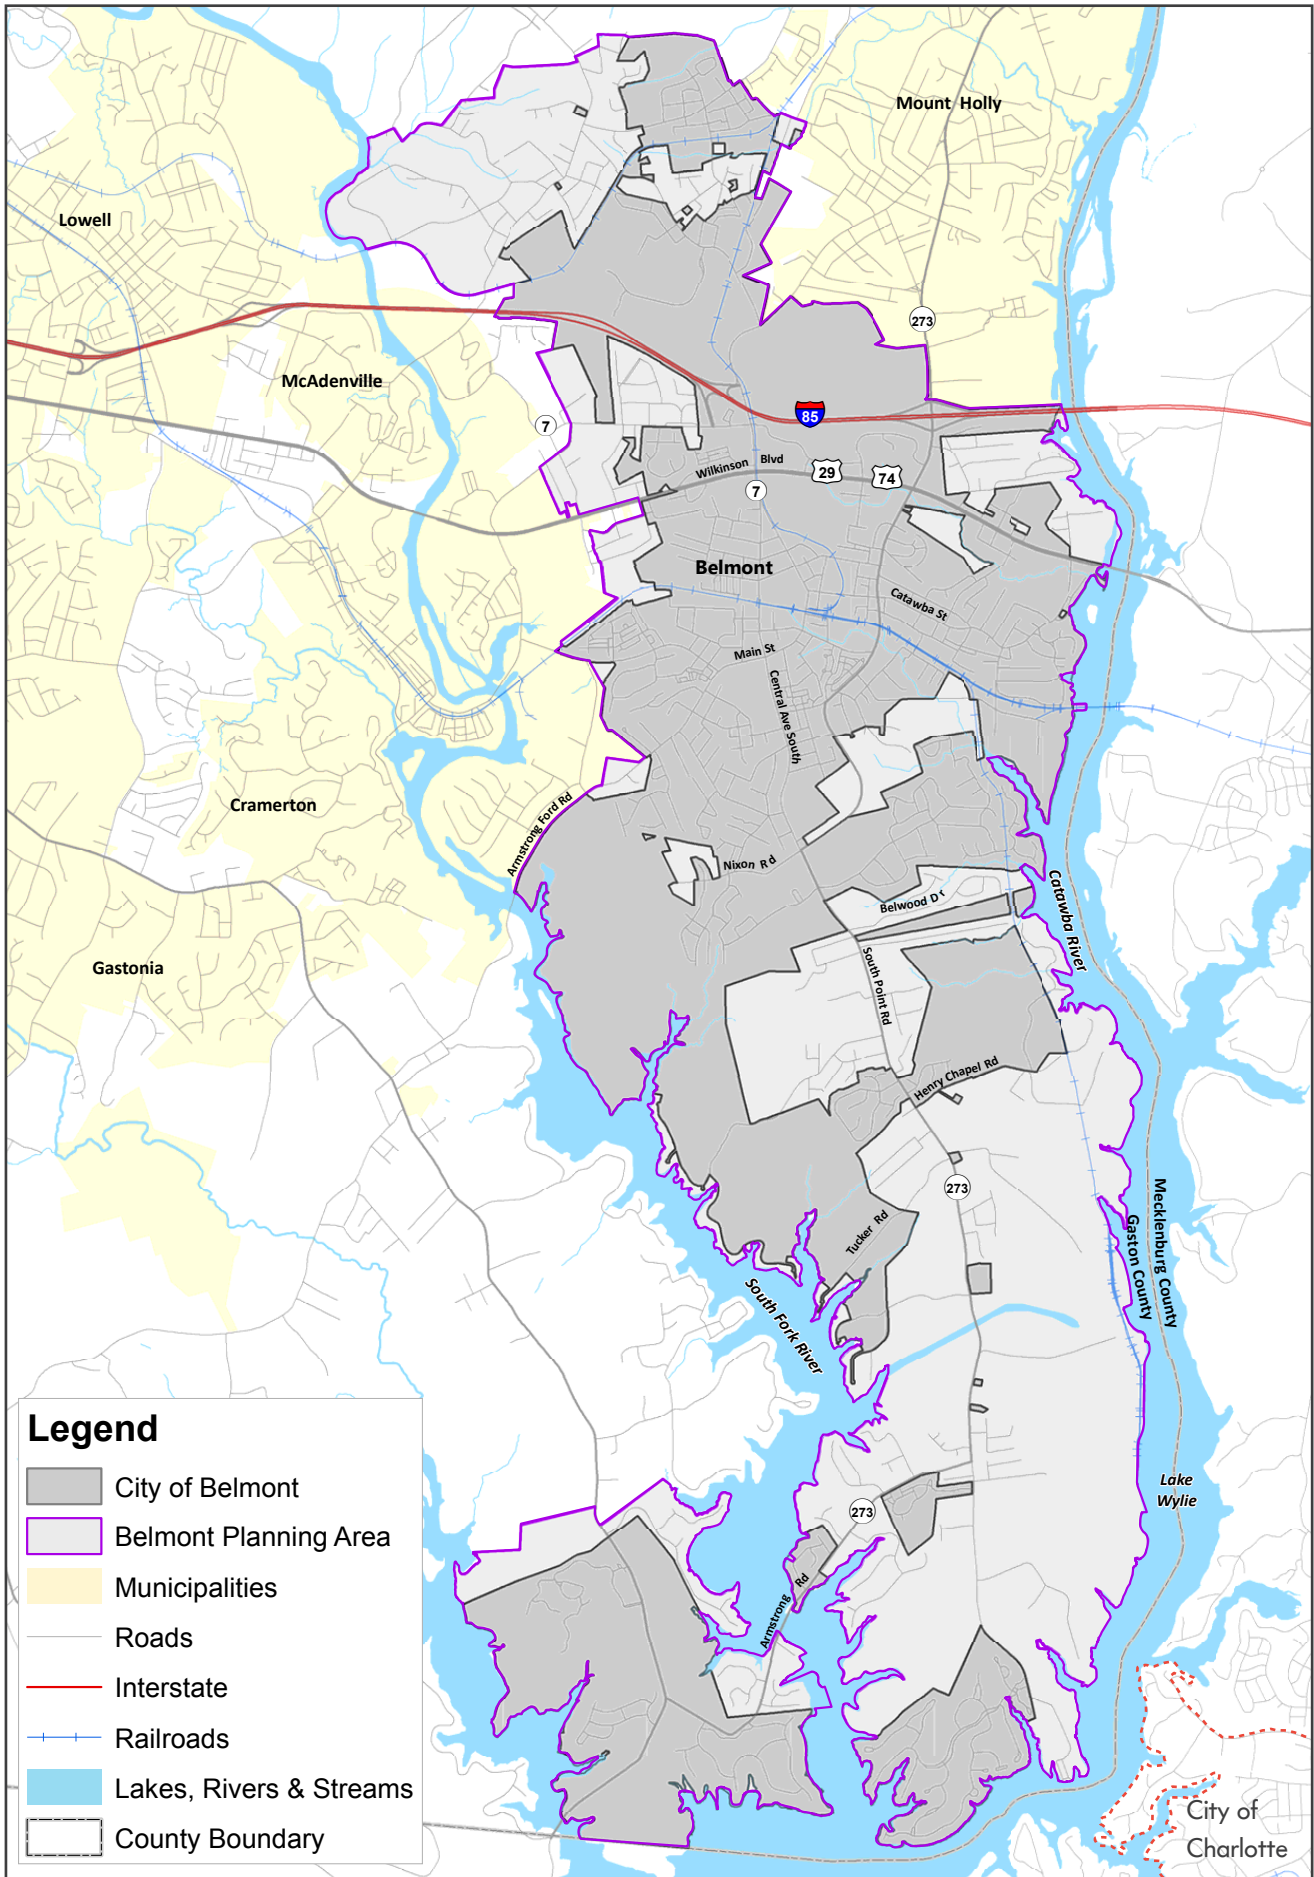 Mount Holly
Lowell
273
McAdenville
85
7
Wilkinson Blvd
29
74
7
Belmont
Catawba St
Main St
Central Ave South
Cramerton
Armstrong Ford Rd
Nixon Rd
Belwood Dr
Catawba River
Gastonia
South Point Rd
Henry Chapel Rd
273
Mecklenburg County
Gaston County
Tucker Rd
South Fork River
Lake
Wylie
273
Armstrong Rd
Legend
City of Belmont
Belmont Planning Area
Municipalities
Roads
Interstate
Railroads
Lakes, Rivers & Streams
County Boundary
City of
Charlotte